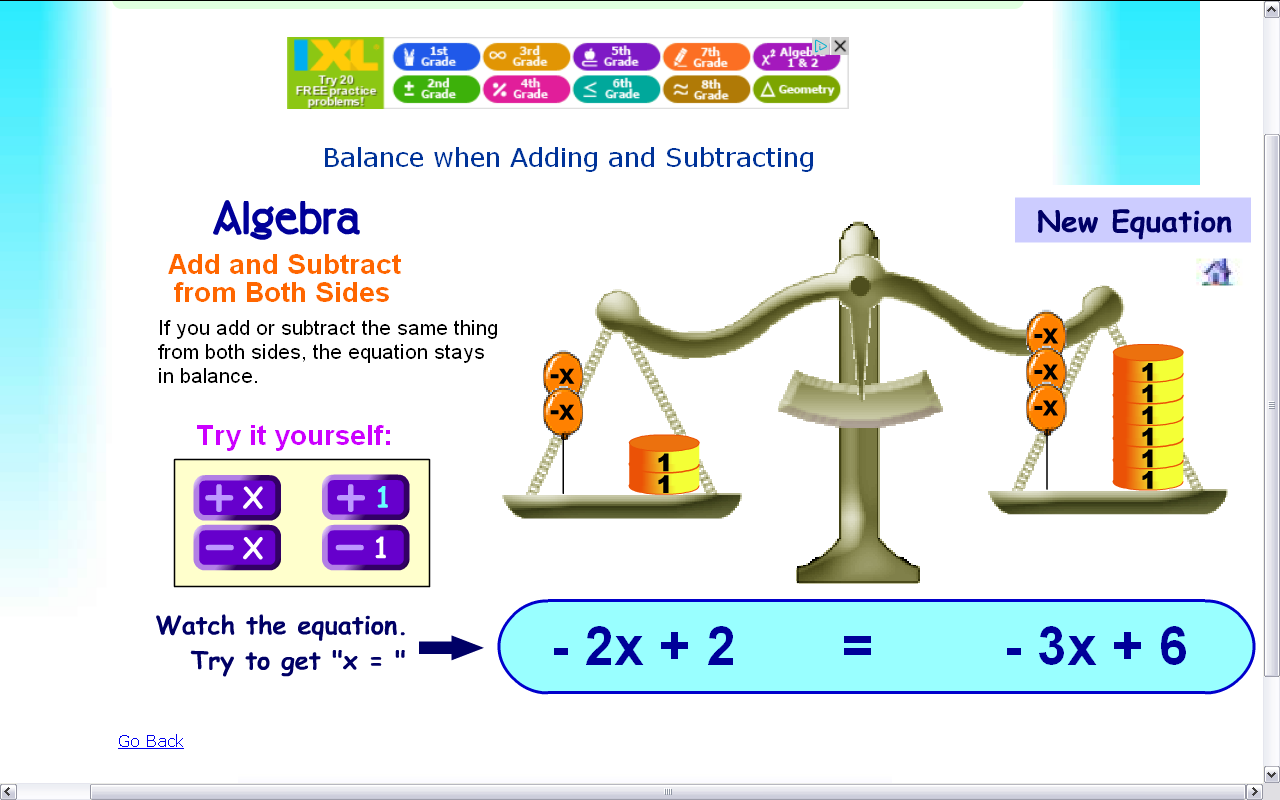 IXL
Try 20
FREE practice
problems!
1st
Grade
3rd
Grade
5th
Grade
7th
Grade
x² Algebra
1 & 2
± 2nd
Grade
% 4th
Grade
≤ 6th
Grade
≈ 8th
Grade
Geometry
Balance when Adding and Subtracting
Algebra
New Equation
Add and Subtract
from Both Sides
If you add or subtract the same thing
from both sides, the equation stays
in balance.
Try it yourself:
+ X
+ 1
- X
- 1
-x
-x
1
1
-x
-x
-x
1
1
1
1
1
1
Watch the equation.
Try to get "x = "
- 2x + 2 = - 3x + 6
Go Back